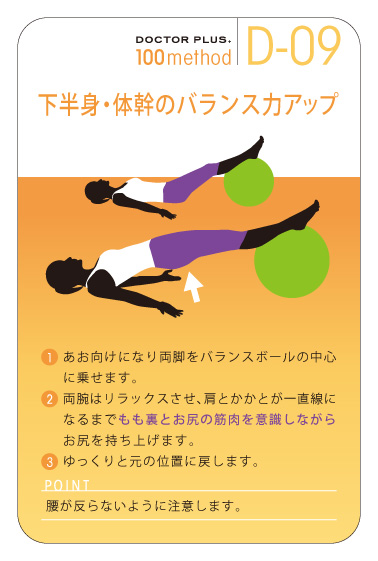 DOCTOR PLUS.
100method
D-09
下半身・体幹のバランス力アップ
1 あお向けになり両脚をバランスボールの中心
に乗せます。
2 両腕はリラックスさせ、肩とかかとが一直線に
なるまでもも裏とお尻の筋肉を意識しながら
お尻を持ち上げます。
3 ゆっくりと元の位置に戻します。
POINT
腰が反らないように注意します。